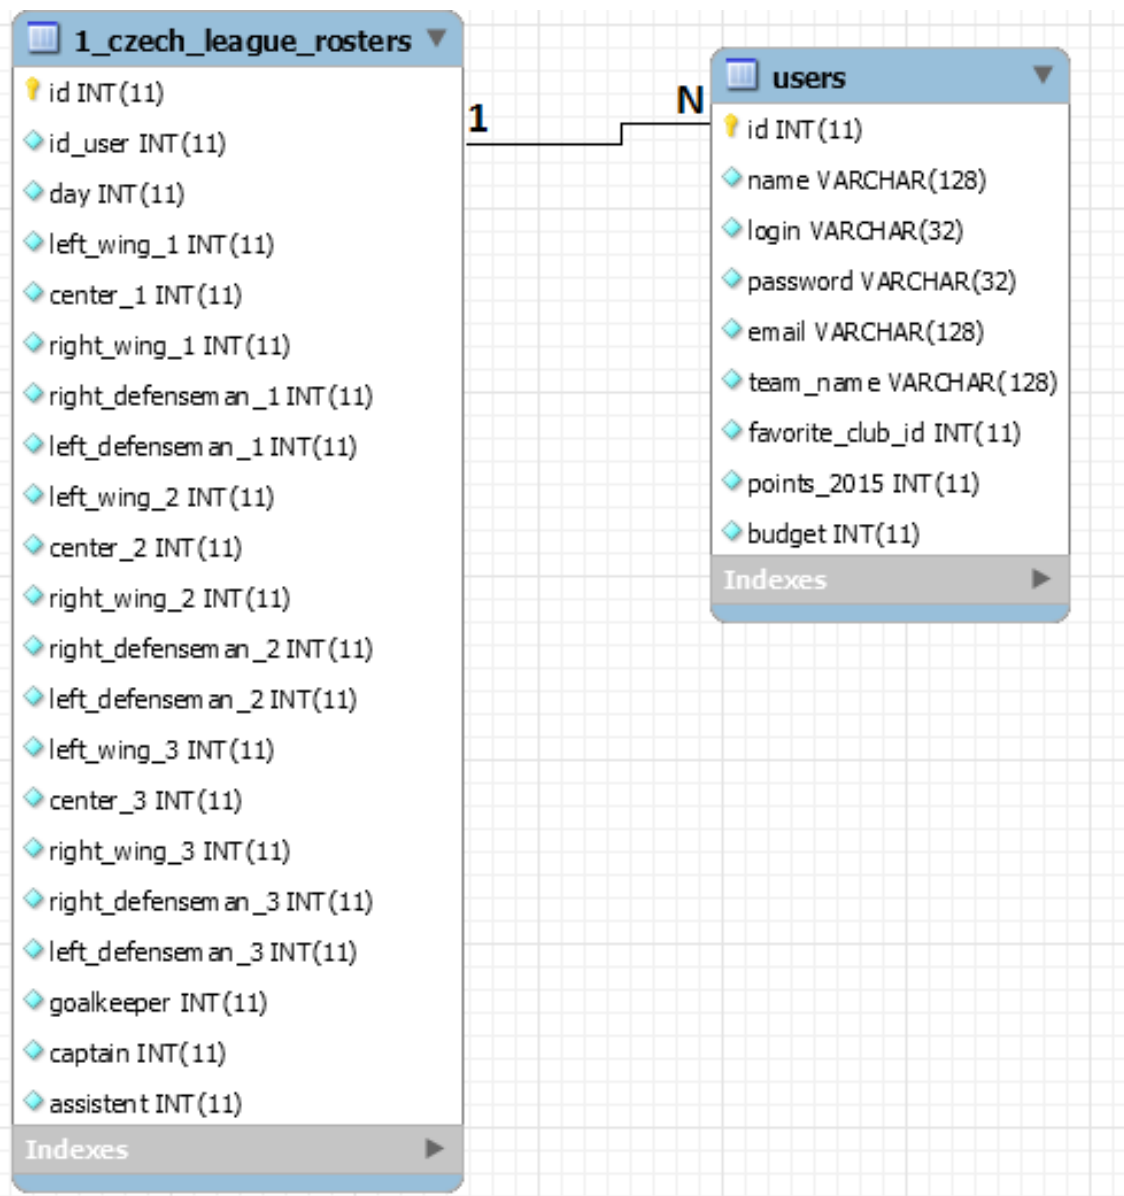 1_czech_league_rosters
id INT(11)
id_user INT(11)
day INT(11)
left_wing_1 INT(11)
center_1 INT(11)
right_wing_1 INT(11)
right_defenseman_1 INT(11)
left_defenseman_1 INT(11)
left_wing_2 INT(11)
center_2 INT(11)
right_wing_2 INT(11)
right_defenseman_2 INT(11)
left_defenseman_2 INT(11)
left_wing_3 INT(11)
center_3 INT(11)
right_wing_3 INT(11)
right_defenseman_3 INT(11)
left_defenseman_3 INT(11)
goalkeeper INT(11)
captain INT(11)
assistent INT(11)
Indexes
1
N
users
id INT(11)
name VARCHAR(128)
login VARCHAR(32)
password VARCHAR(32)
email VARCHAR(128)
team_name VARCHAR(128)
favorite_club_id INT(11)
points_2015 INT(11)
budget INT(11)
Indexes